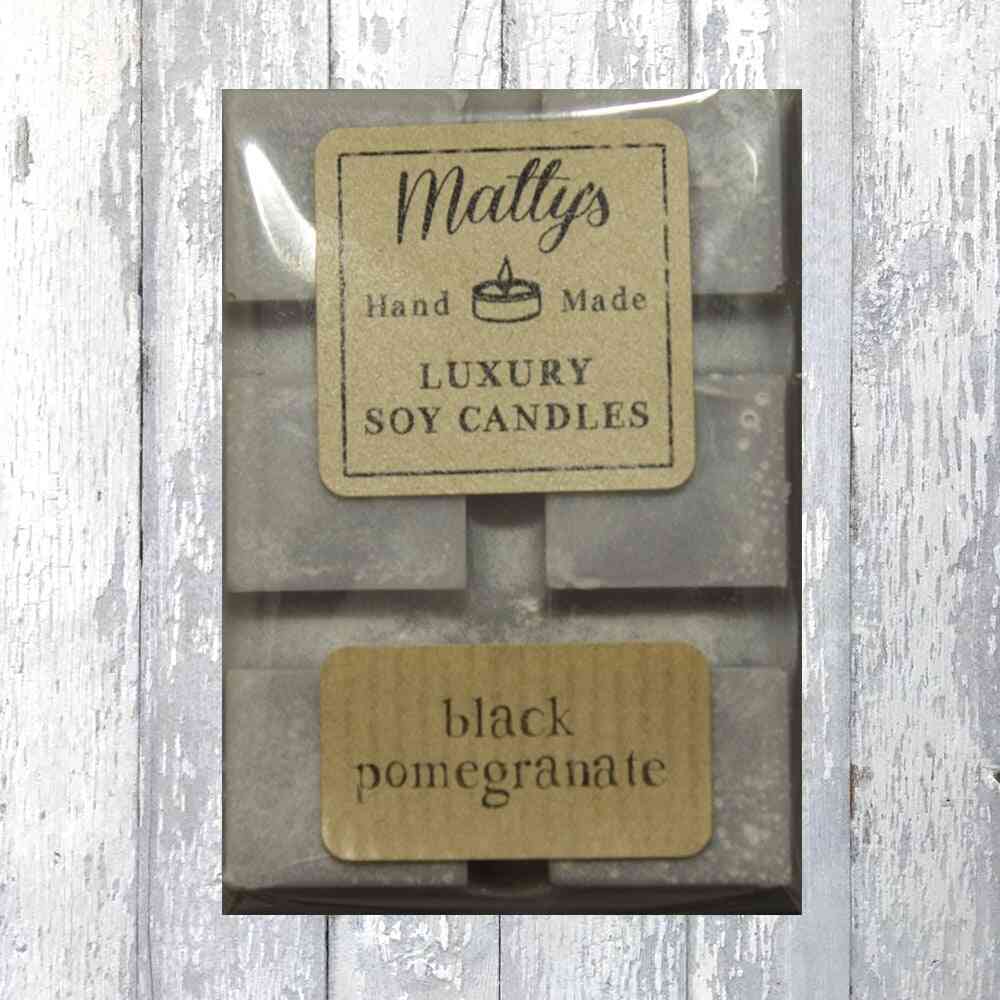 Mattys
Hand Made
LUXURY
SOY CANDLES
black
pomegranate